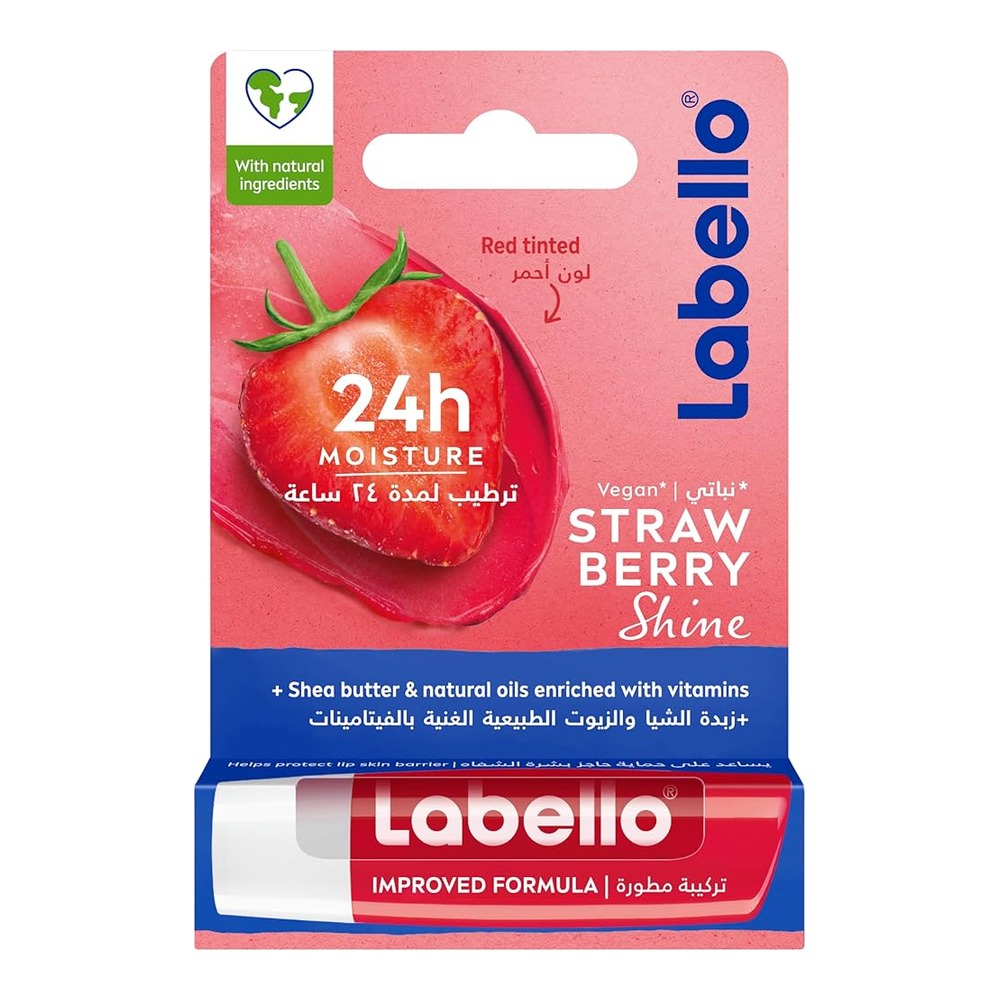 With natural
ingredients
Labello®
Red tinted
لون أحمر
24h
MOISTURE
ترطيب لمدة ٢٤ ساعة
Vegan* | نباتي*
STRAW
BERRY
Shine
+ Shea butter & natural oils enriched with vitamins
+زبدة الشيا والزيوت الطبيعية الغنية بالفيتامينات
Helps protect lip skin barrier | يساعد على حماية حاجز بشرة الشفاه
Labello®
IMPROVED FORMULA | تركيبة مطورة